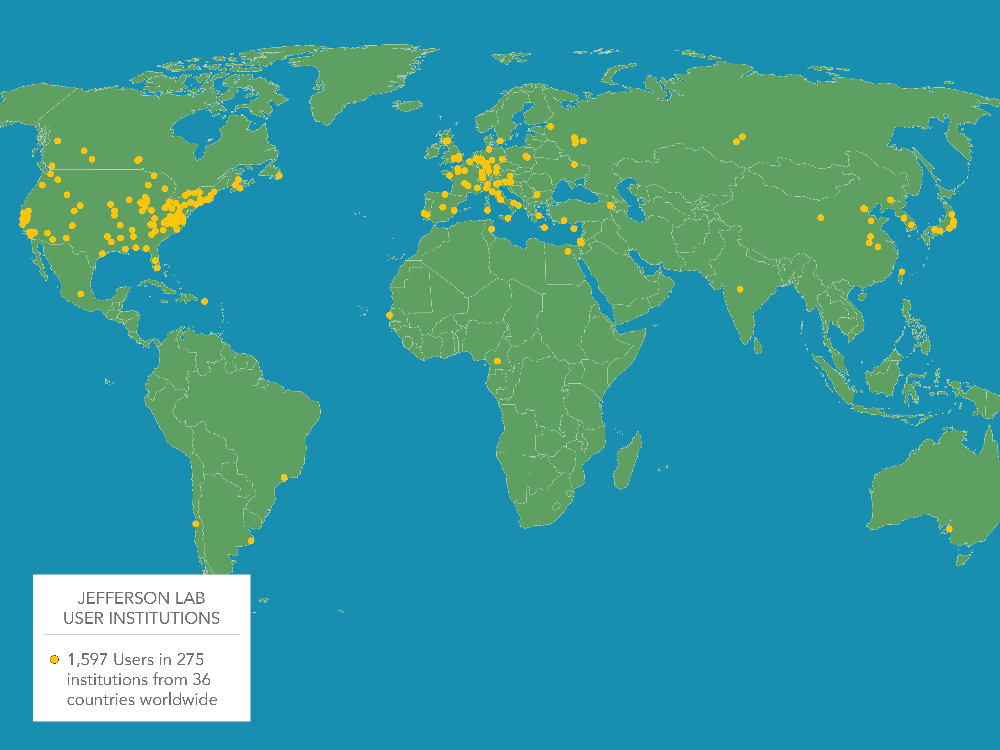 JEFFERSON LAB
USER INSTITUTIONS
1,597 Users in 275
institutions from 36
countries worldwide